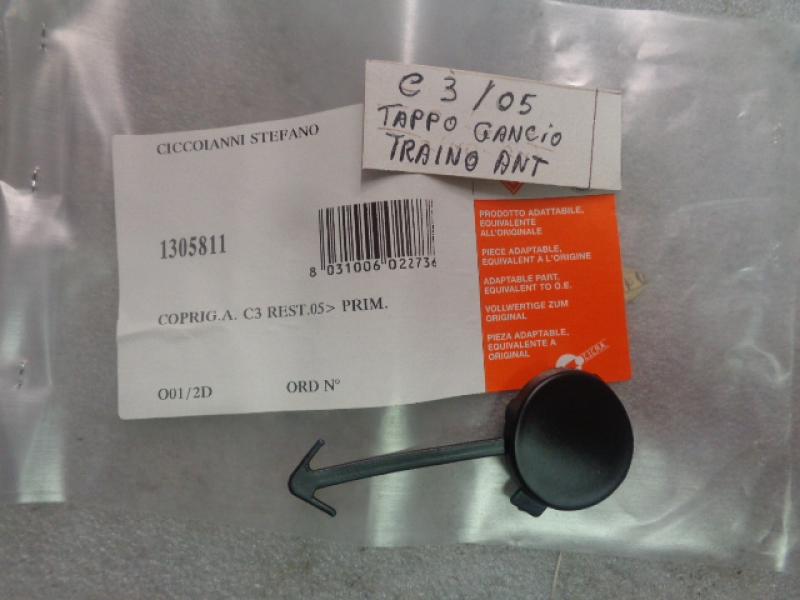 C3/05
TAPPO GANCIO
TRAINO ANT
CICCOIANNI STEFANO
1305811
8 031006 022736
COPRIG.A. C3 REST.05> PRIM.
O01/2D ORD N°
PRODOTTO ADATTABILE,
EQUIVALENTE
ALL'ORIGINALE
PIECE ADAPTABLE,
EQUIVALENT À L'ORIGINE
ADAPTABLE PART,
EQUIVALENT TO O.E.
VOLLWERTIGE ZUM
ORIGINAL
PIEZA ADAPTABLE,
EQUIVALENTE A
ORIGINAL